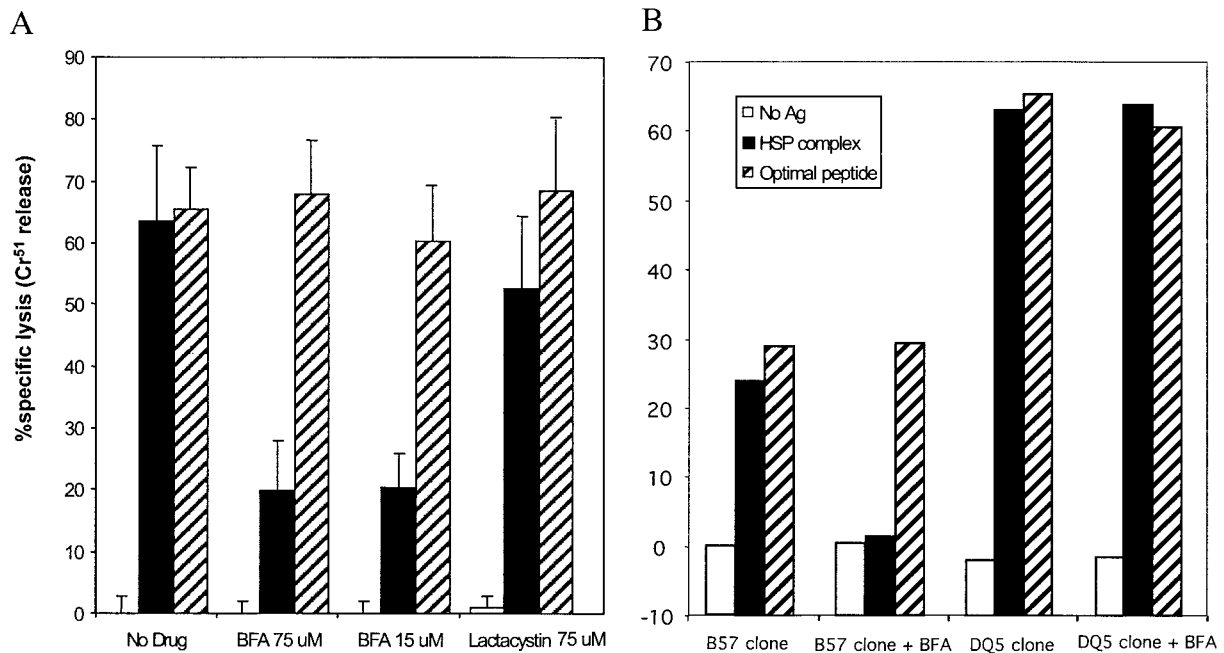 A
B
%specific lysis (Cr51 release)
90
80
70
60
50
40
30
20
10
0
No Drug
BFA 75 uM
BFA 15 uM
Lactacystin 75 uM
70
60
50
40
30
20
10
0
-10
No Ag
HSP complex
Optimal peptide
B57 clone
B57 clone + BFA
DQ5 clone
DQ5 clone + BFA